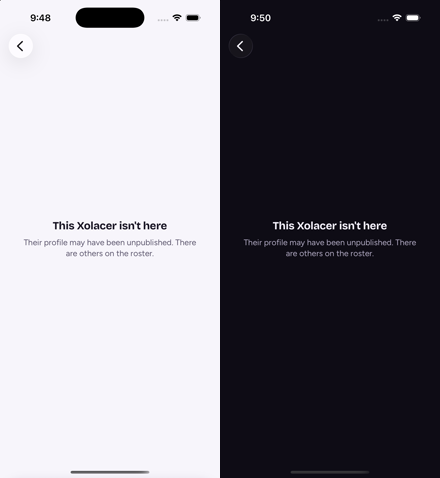 9:48
This Xolacer isn't here
Their profile may have been unpublished. There
are others on the roster.
9:50
This Xolacer isn't here
Their profile may have been unpublished. There
are others on the roster.